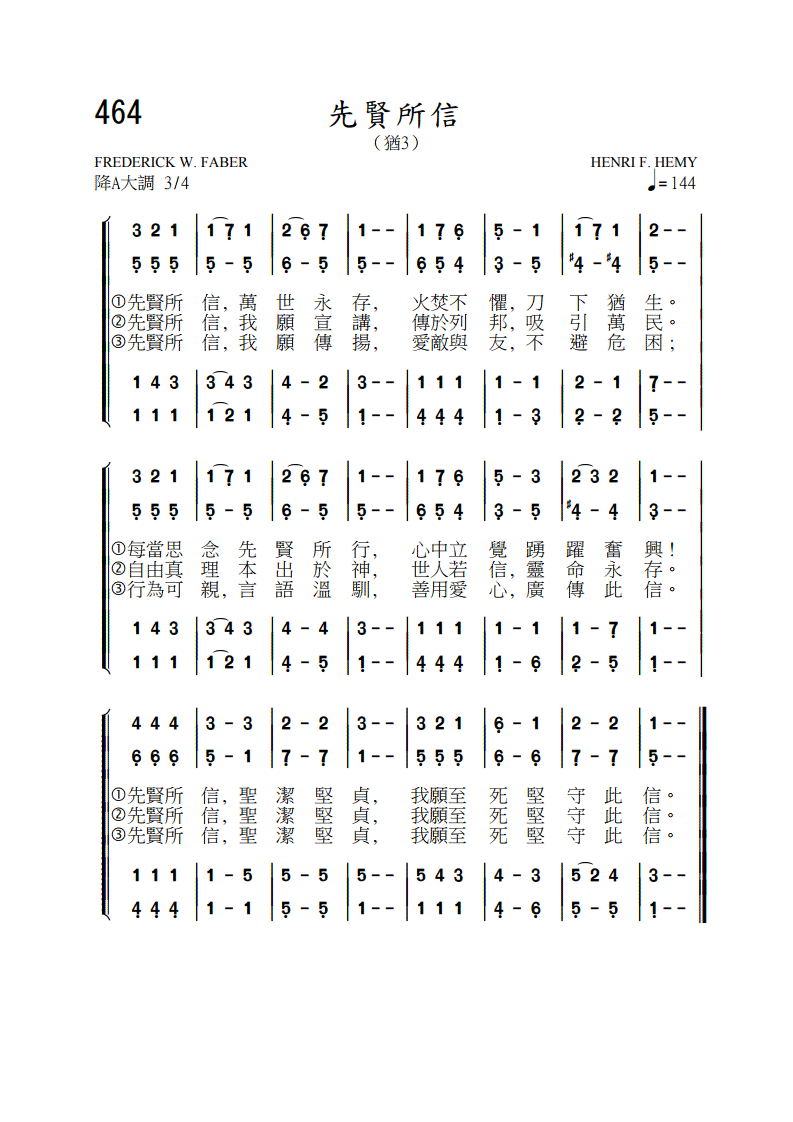 464
先賢所信
（猶3）
FREDERICK W. FABER
HENRI F. HEMY
降A大調 3/4
♩=144
3 2 1 | 1 7̣ 1 | 2 6̣ 7̣ | 1 - - | 1 7̣ 6̣ | 5̣ - 1 | 1 7̣ 1 | 2 - - |
5̣ 5̣ 5̣ | 5̣ - 5̣ | 6̣ - 5̣ | 5̣ - - | 6̣ 5̣ 4̣ | 3̣ - 5̣ | #4̣ - #4̣ | 5̣ - - |
①先賢所 信，萬 世 永 存， 火焚不 懼，刀 下 猶 生。
②先賢所 信，我 願 宣 講， 傳於列 邦，吸 引 萬 民。
③先賢所 信，我 願 傳 揚， 愛敵與 友，不 避 危 困；
1 4 3 | 3 4 3 | 4 - 2 | 3 - - | 1 1 1 | 1 - 1 | 2 - 1 | 7̣ - - |
1 1 1 | 1 2 1 | 4̣ - 5̣ | 1̣ - - | 4̣ 4̣ 4̣ | 1̣ - 3̣ | 2̣ - 2̣ | 5̣ - - |
3 2 1 | 1 7̣ 1 | 2 6̣ 7̣ | 1 - - | 1 7̣ 6̣ | 5̣ - 3 | 2 3 2 | 1 - - |
5̣ 5̣ 5̣ | 5̣ - 5̣ | 6̣ - 5̣ | 5̣ - - | 6̣ 5̣ 4̣ | 3̣ - 5̣ | #4̣ - 4̣ | 3̣ - - |
①每當思 念 先 賢 所 行， 心中立 覺 踴 躍 奮 興！
②自由真 理 本 出 於 神， 世人若 信，靈 命 永 存。
③行為可 親，言 語 溫 馴， 善用愛 心，廣 傳 此 信。
1 4 3 | 3 4 3 | 4 - 4 | 3 - - | 1 1 1 | 1 - 1 | 1 - 7̣ | 1 - - |
1 1 1 | 1 2 1 | 4̣ - 5̣ | 1̣ - - | 4̣ 4̣ 4̣ | 1̣ - 6̣ | 2̣ - 5̣ | 1̣ - - |
4 4 4 | 3 - 3 | 2 - 2 | 3 - - | 3 2 1 | 6̣ - 1 | 2 - 2 | 1 - - |
6̣ 6̣ 6̣ | 5̣ - 1 | 7̣ - 7̣ | 1 - - | 5̣ 5̣ 5̣ | 6̣ - 6̣ | 7̣ - 7̣ | 5̣ - - |
①先賢所 信，聖 潔 堅 貞， 我願至 死 堅 守 此 信。
②先賢所 信，聖 潔 堅 貞， 我願至 死 堅 守 此 信。
③先賢所 信，聖 潔 堅 貞， 我願至 死 堅 守 此 信。
1 1 1 | 1 - 5 | 5 - 5 | 5 - - | 5 4 3 | 4 - 3 | 5 2 4 | 3 - - |
4̣ 4̣ 4̣ | 1 - 1 | 5̣ - 5̣ | 1 - - | 1 1 1 | 4̣ - 6̣ | 5̣ - 5̣ | 1̣ - - |